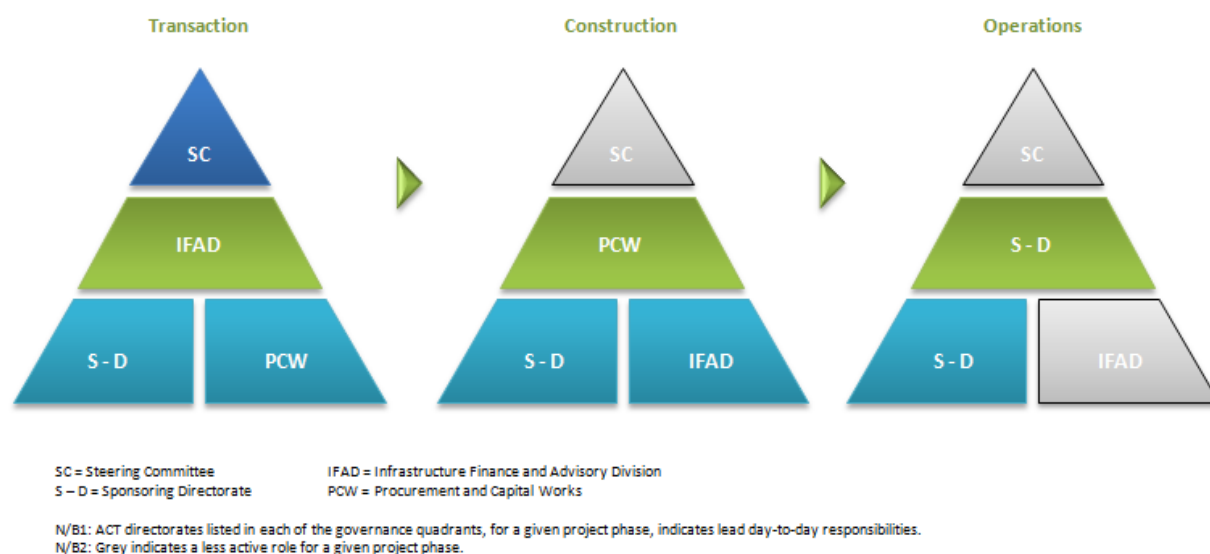 Transaction
Construction
Operations
SC
SC
SC
IFAD
PCW
S - D
S - D
PCW
S - D
IFAD
S - D
IFAD
SC = Steering Committee
IFAD = Infrastructure Finance and Advisory Division
S – D = Sponsoring Directorate
PCW = Procurement and Capital Works
N/B1: ACT directorates listed in each of the governance quadrants, for a given project phase, indicates lead day-to-day responsibilities.
N/B2: Grey indicates a less active role for a given project phase.